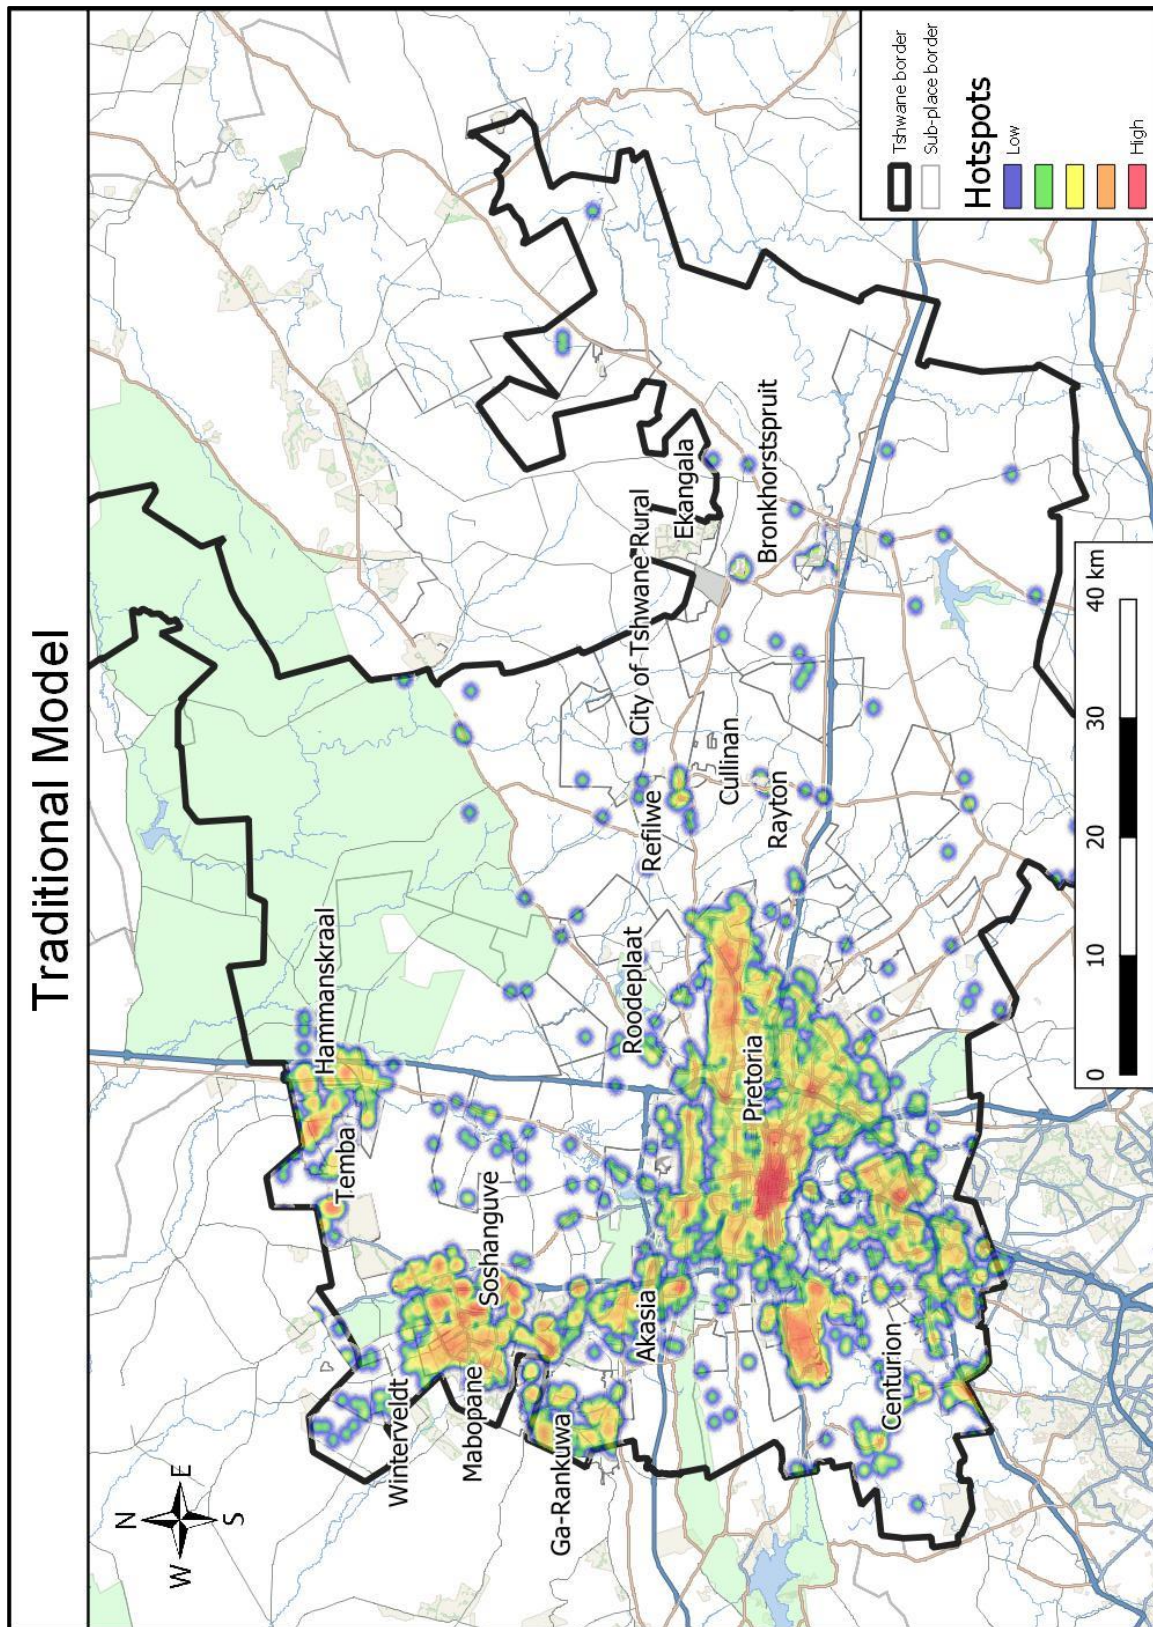 Traditional Model
N
W
E
S
Hammanskraal
Temba
Winterveldt
Soshanguve
Mabopane
Ga-Rankuwa
Akasia
Roodeplaat
Refilwe
City of Tshwane Rural
Ekangala
Cullinan
Rayton
Bronkhorstspruit
Pretoria
Centurion
0 10 20 30 40 km
Tshwane border
Sub-place border
Hotspots
Low
High